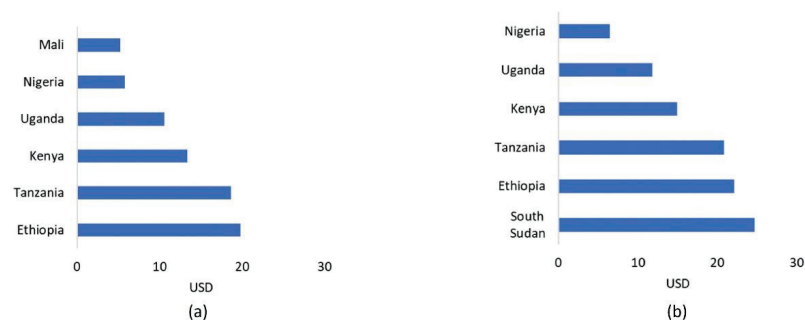 Mali
Nigeria
Uganda
Kenya
Tanzania
Ethiopia
0 10 20 30
USD
(a)
Nigeria
Uganda
Kenya
Tanzania
Ethiopia
South
Sudan
0 10 20 30
USD
(b)